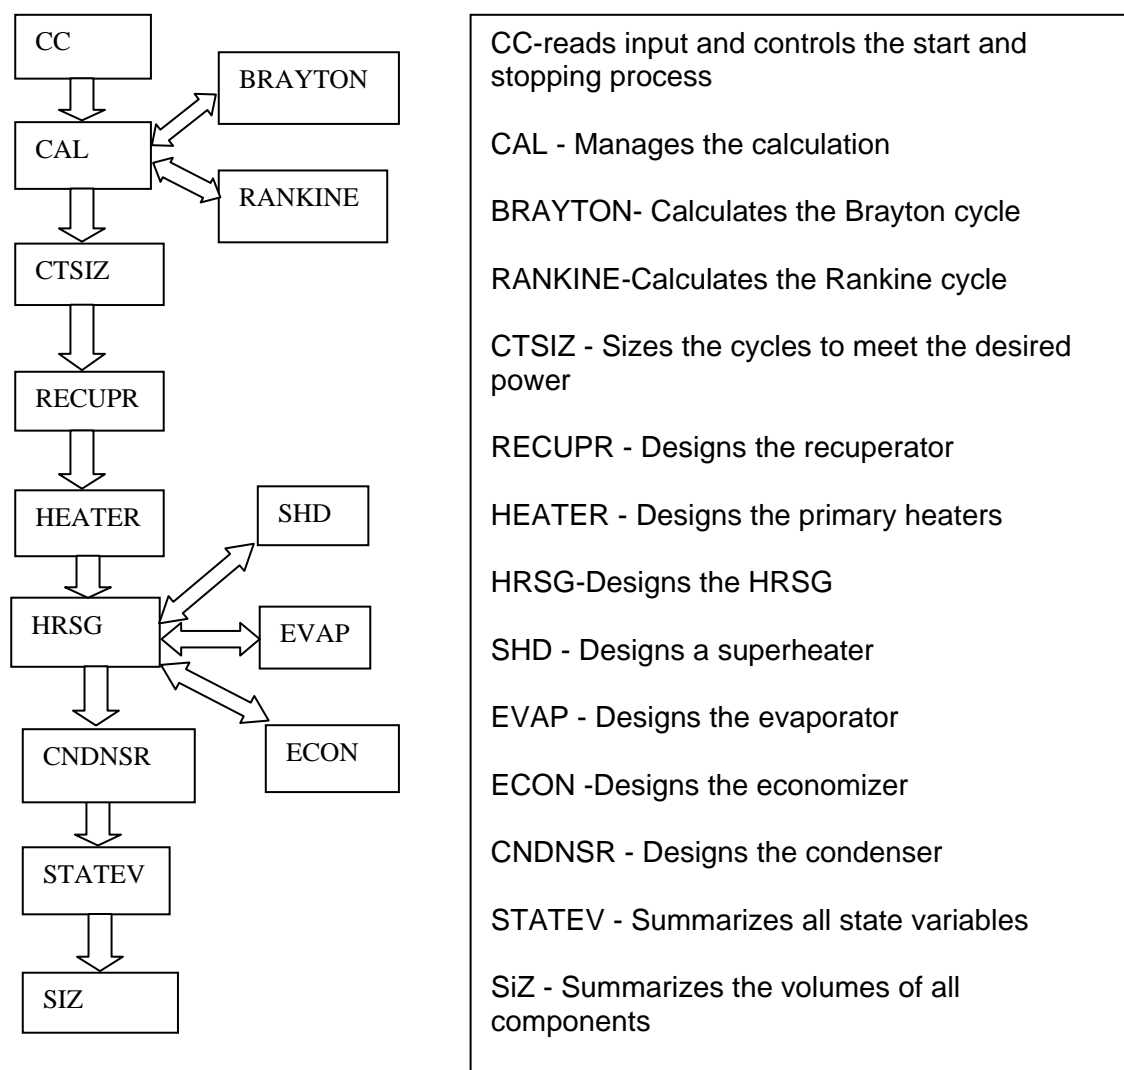 CC
BRAYTON
CAL
RANKINE
CTSIZ
RECUPR
HEATER
SHD
HRSG
EVAP
ECON
CNDNSR
STATEV
SIZ
CC-reads input and controls the start and
stopping process
CAL - Manages the calculation
BRAYTON- Calculates the Brayton cycle
RANKINE-Calculates the Rankine cycle
CTSIZ - Sizes the cycles to meet the desired
power
RECUPR - Designs the recuperator
HEATER - Designs the primary heaters
HRSG-Designs the HRSG
SHD - Designs a superheater
EVAP - Designs the evaporator
ECON -Designs the economizer
CNDNSR - Designs the condenser
STATEV - Summarizes all state variables
SiZ - Summarizes the volumes of all
components